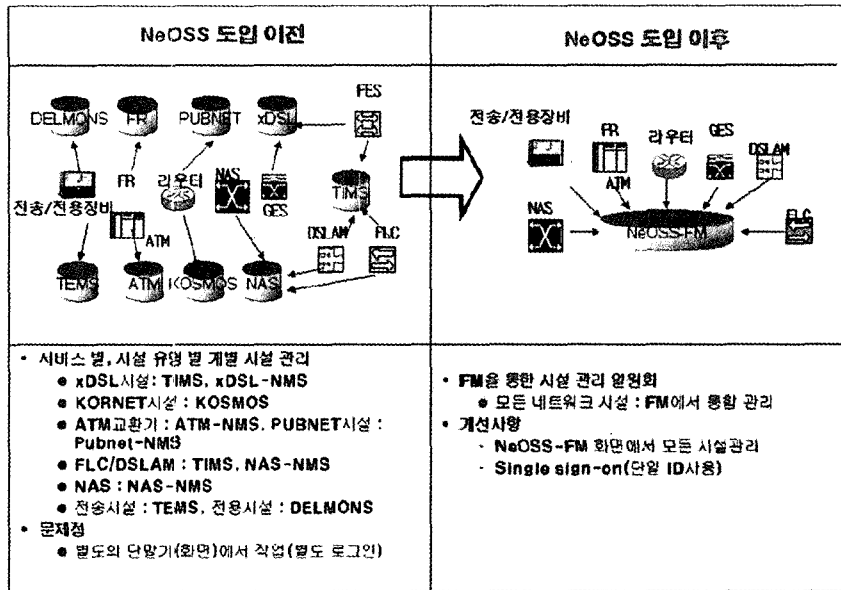 NeOSS 도입 이전
NeOSS 도입 이후
DELMONS
FR
PUBNET
xDSL
FES
FR
라우터
NAS
GES
TIMS
전송/전용장비
ATM
DSLAM
FLC
TEMS
ATM
KOSMOS
NAS
전송/전용장비
FR
라우터
GES
DSLAM
ATM
NAS
NeOSS-FM
FLC
• 서비스 별, 시설 유형 별 개별 시설 관리
● xDSL시설 : TIMS, xDSL-NMS
● KORNET시설 : KOSMOS
● ATM교환기 : ATM-NMS, PUBNET시설 :
Pubnet-NMS
● FLC/DSLAM : TIMS, NAS-NMS
● NAS : NAS-NMS
● 전송시설 : TEMS, 전용시설 : DELMONS
• 문제점
● 별도의 단말기(화면)에서 작업(별도 로그인)
• FM을 통한 시설 관리 일원화
● 모든 네트워크 시설 : FM에서 통합 관리
• 개선사항
- NeOSS-FM 화면에서 모든 시설관리
- Single sign-on(단일 ID사용)